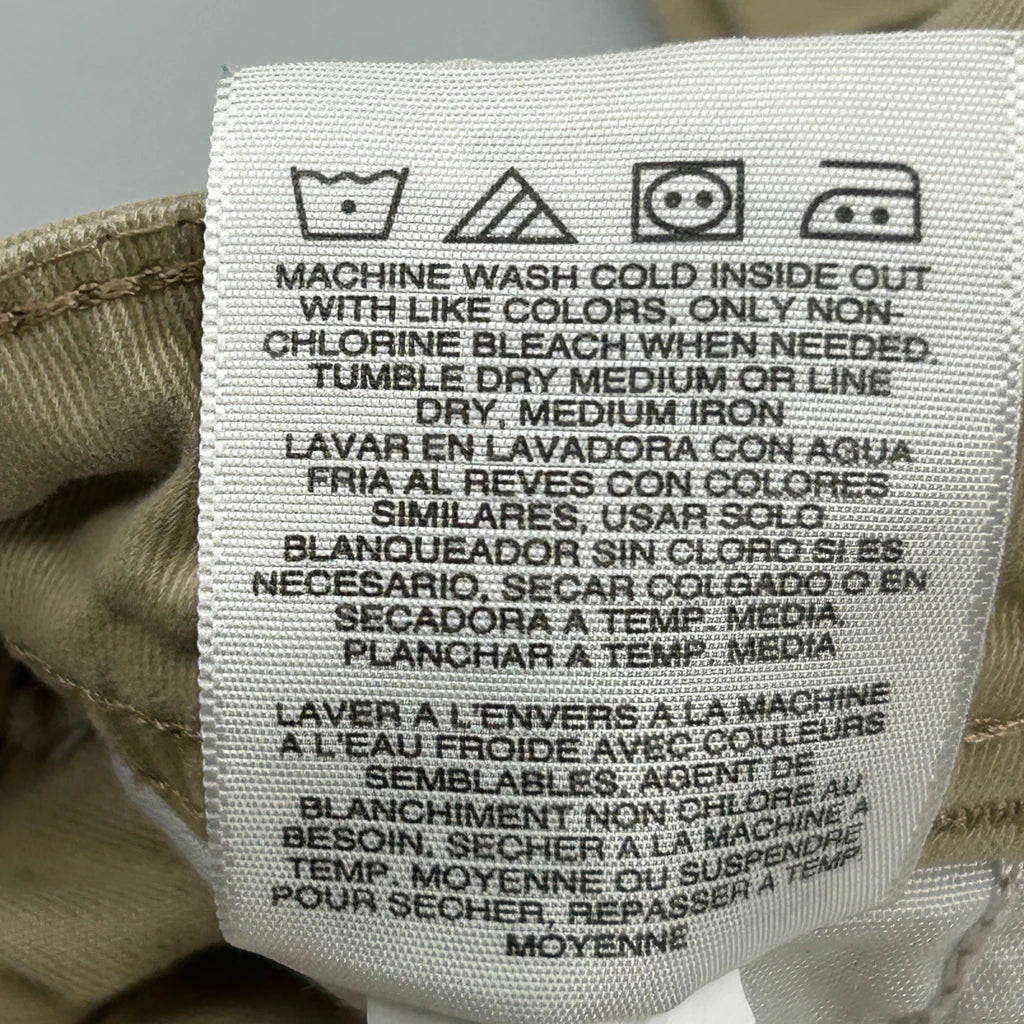 MACHINE WASH COLD INSIDE OUT
WITH LIKE COLORS, ONLY NON-
CHLORINE BLEACH WHEN NEEDED.
TUMBLE DRY MEDIUM OR LINE
DRY, MEDIUM IRON
LAVAR EN LAVADORA CON AGUA
FRIA AL REVES CON COLORES
SIMILARES, USAR SOLO
BLANQUEADOR SIN CLORO SI ES
NECESARIO, SECAR COLGADO O EN
SECADORA A TEMP. MEDIA.
PLANCHAR A TEMP. MEDIA
LAVER A L'ENVERS A LA MACHINE
A L'EAU FROIDE AVEC COULEURS
SEMBLABLES, AGENT DE
BLANCHIMENT NON CHLORE AU
BESOIN, SECHER A LA MACHINE A
TEMP. MOYENNE OU SUSPENDRE
POUR SECHER, REPASSER A TEMP.
MOYENNE